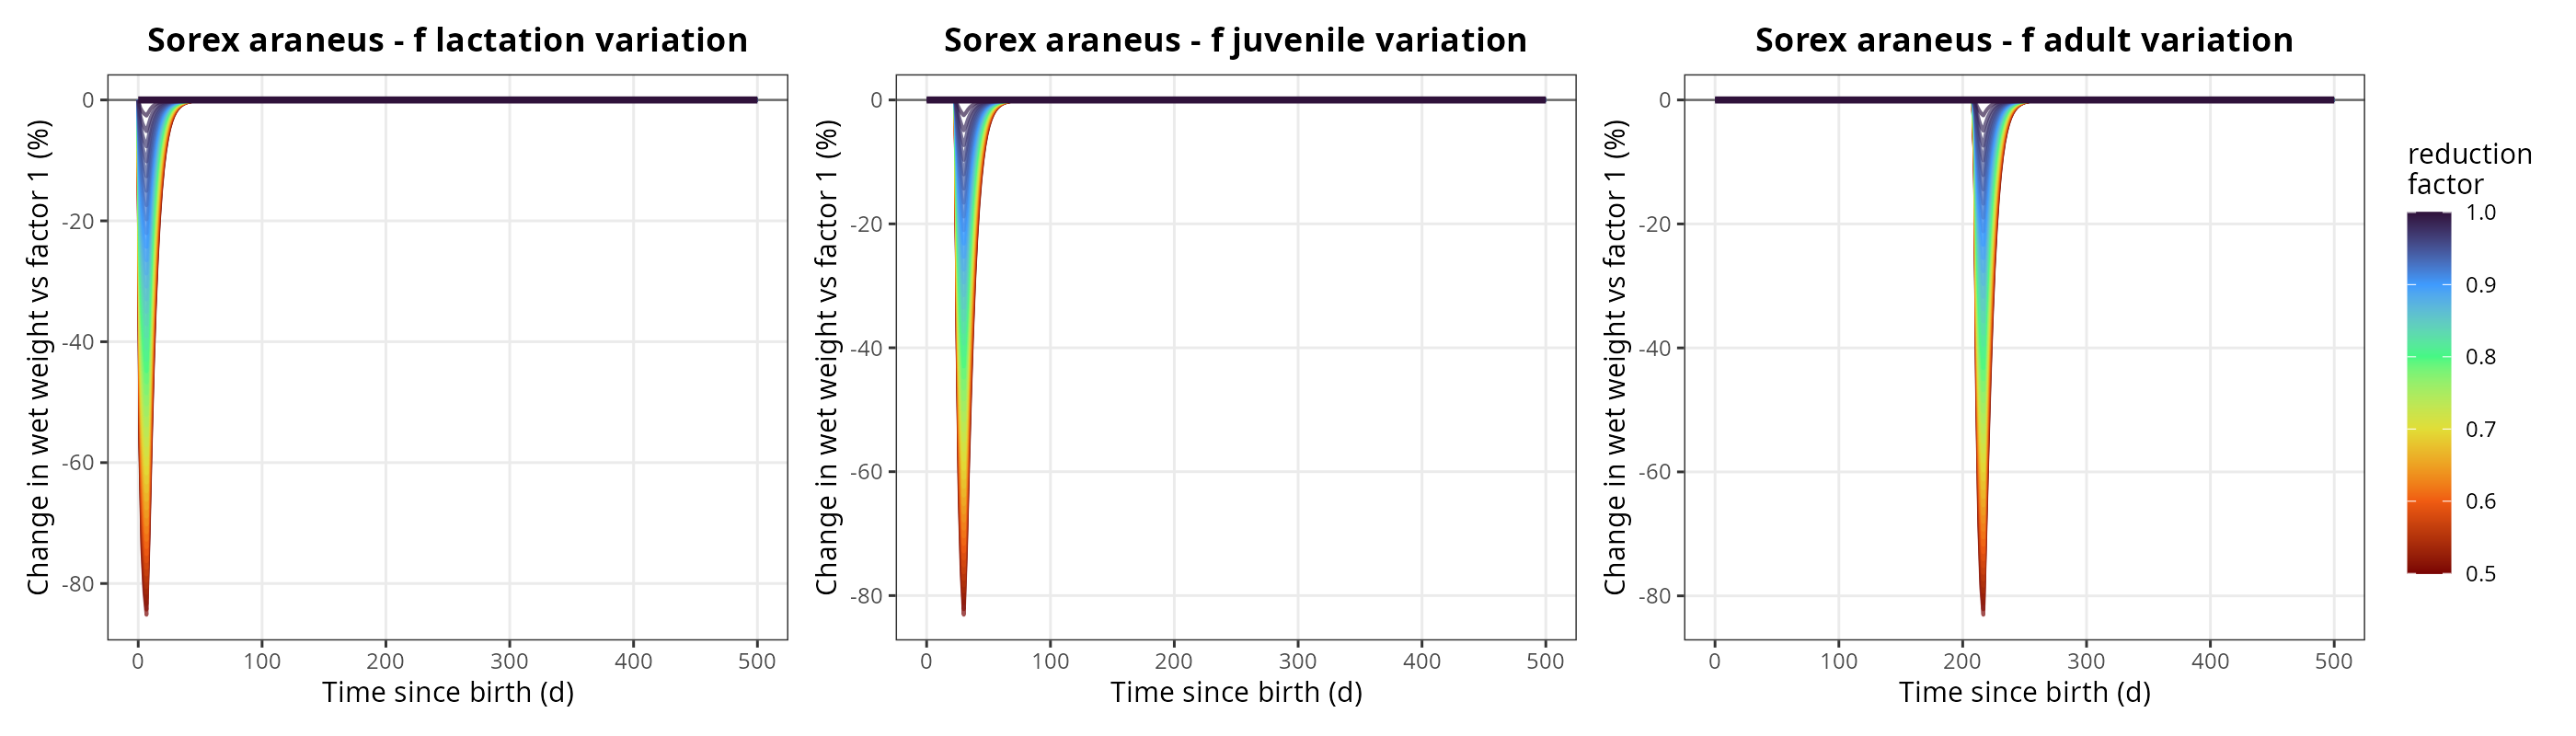 Sorex araneus - f lactation variation
Change in wet weight vs factor 1 (%)
0
-20
-40
-60
-80
0 100 200 300 400 500
Time since birth (d)
Sorex araneus - f juvenile variation
Change in wet weight vs factor 1 (%)
0
-20
-40
-60
-80
0 100 200 300 400 500
Time since birth (d)
Sorex araneus - f adult variation
Change in wet weight vs factor 1 (%)
0
-20
-40
-60
-80
0 100 200 300 400 500
Time since birth (d)
reduction
factor
1.0
0.9
0.8
0.7
0.6
0.5